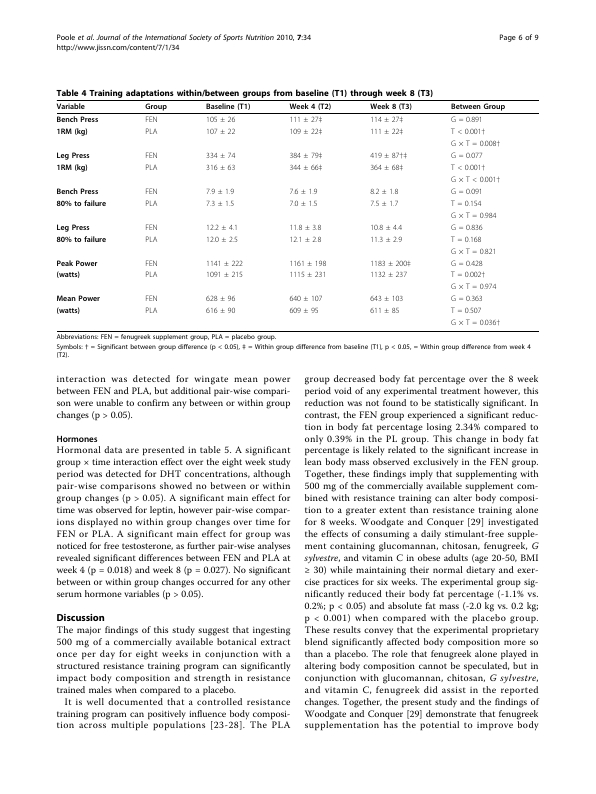 Poole et al. Journal of the International Society of Sports Nutrition 2010, 7:34
http://www.jissn.com/content/7/1/34
Page 6 of 9
Table 4 Training adaptations within/between groups from baseline (T1) through week 8 (T3)
Variable Group Baseline (T1) Week 4 (T2) Week 8 (T3) Between Group
Bench Press FEN 105 ± 26 111 ± 27‡ 114 ± 27‡ G = 0.891
1RM (kg) PLA 107 ± 22 109 ± 22‡ 111 ± 22‡ T < 0.001†
G × T = 0.008†
Leg Press FEN 334 ± 74 384 ± 79‡ 419 ± 87†‡ G = 0.077
1RM (kg) PLA 316 ± 63 344 ± 66‡ 364 ± 68‡ T < 0.001†
G × T < 0.001†
Bench Press FEN 7.9 ± 1.9 7.6 ± 1.9 8.2 ± 1.8 G = 0.091
80% to failure PLA 7.3 ± 1.5 7.0 ± 1.5 7.5 ± 1.7 T = 0.154
G × T = 0.984
Leg Press FEN 12.2 ± 4.1 11.8 ± 3.8 10.8 ± 4.4 G = 0.836
80% to failure PLA 12.0 ± 2.5 12.1 ± 2.8 11.3 ± 2.9 T = 0.168
G × T = 0.821
Peak Power FEN 1141 ± 222 1161 ± 198 1183 ± 200‡ G = 0.428
(watts) PLA 1091 ± 215 1115 ± 231 1132 ± 237 T = 0.002†
G × T = 0.974
Mean Power FEN 628 ± 96 640 ± 107 643 ± 103 G = 0.363
(watts) PLA 616 ± 90 609 ± 95 611 ± 85 T = 0.507
G × T = 0.036†
Abbreviations: FEN = fenugreek supplement group, PLA = placebo group.
Symbols: † = Significant between group difference (p < 0.05), ‡ = Within group difference from baseline (T1), p < 0.05, = Within group difference from week 4
(T2).
interaction was detected for wingate mean power
between FEN and PLA, but additional pair-wise compari-
son were unable to confirm any between or within group
changes (p > 0.05).
Hormones
Hormonal data are presented in table 5. A significant
group × time interaction effect over the eight week study
period was detected for DHT concentrations, although
pair-wise comparisons showed no between or within
group changes (p > 0.05). A significant main effect for
time was observed for leptin, however pair-wise compar-
isons displayed no within group changes over time for
FEN or PLA. A significant main effect for group was
noticed for free testosterone, as further pair-wise analyses
revealed significant differences between FEN and PLA at
week 4 (p = 0.018) and week 8 (p = 0.027). No significant
between or within group changes occurred for any other
serum hormone variables (p > 0.05).
Discussion
The major findings of this study suggest that ingesting
500 mg of a commercially available botanical extract
once per day for eight weeks in conjunction with a
structured resistance training program can significantly
impact body composition and strength in resistance
trained males when compared to a placebo.
It is well documented that a controlled resistance
training program can positively influence body composi-
tion across multiple populations [23-28]. The PLA
group decreased body fat percentage over the 8 week
period void of any experimental treatment however, this
reduction was not found to be statistically significant. In
contrast, the FEN group experienced a significant reduc-
tion in body fat percentage losing 2.34% compared to
only 0.39% in the PL group. This change in body fat
percentage is likely related to the significant increase in
lean body mass observed exclusively in the FEN group.
Together, these findings imply that supplementing with
500 mg of the commercially available supplement com-
bined with resistance training can alter body composi-
tion to a greater extent than resistance training alone
for 8 weeks. Woodgate and Conquer [29] investigated
the effects of consuming a daily stimulant-free supple-
ment containing glucomannan, chitosan, fenugreek, G
sylvestre, and vitamin C in obese adults (age 20-50, BMI
≥ 30) while maintaining their normal dietary and exer-
cise practices for six weeks. The experimental group sig-
nificantly reduced their body fat percentage (-1.1% vs.
0.2%; p < 0.05) and absolute fat mass (-2.0 kg vs. 0.2 kg;
p < 0.001) when compared with the placebo group.
These results convey that the experimental proprietary
blend significantly affected body composition more so
than a placebo. The role that fenugreek alone played in
altering body composition cannot be speculated, but in
conjunction with glucomannan, chitosan, G sylvestre,
and vitamin C, fenugreek did assist in the reported
changes. Together, the present study and the findings of
Woodgate and Conquer [29] demonstrate that fenugreek
supplementation has the potential to improve body